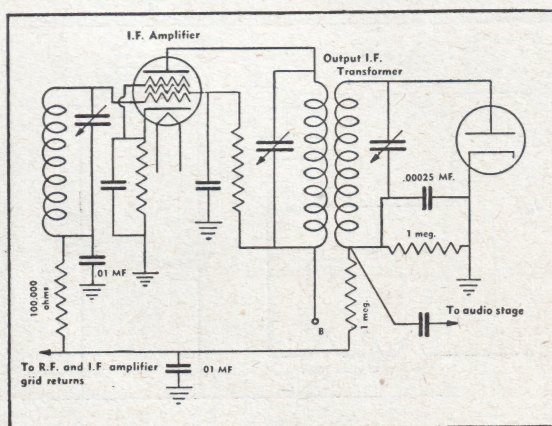 I.F. Amplifier
Output I.F.
Transformer
.00025 MF.
1 meg.
.01 MF
100,000
ohms
To audio stage
B
1 meg.
To R.F. and I.F. amplifier
grid returns
01 MF